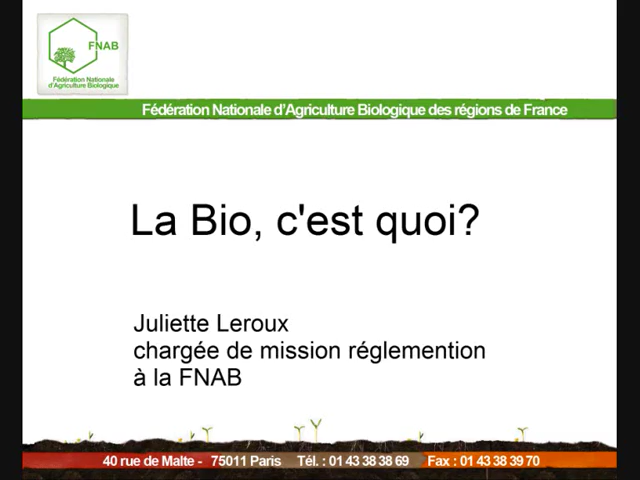 FNAB
Fédération Nationale
d'Agriculture Biologique
Fédération Nationale d'Agriculture Biologique des régions de France
La Bio, c'est quoi?
Juliette Leroux
chargée de mission réglemention
à la FNAB
40 rue de Malte - 75011 Paris Tél. : 01 43 38 38 69 Fax : 01 43 38 39 70